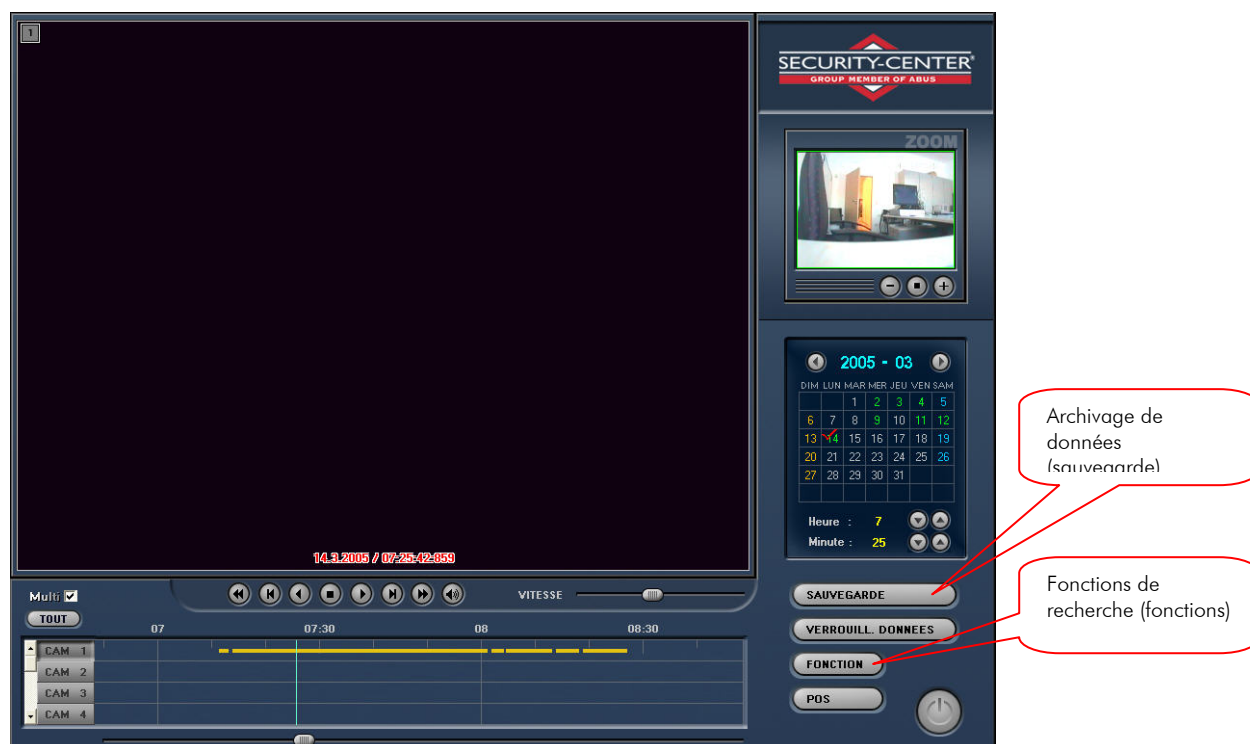 1
SECURITY-CENTER®
GROUP MEMBER OF ABUS
ZOOM
2005 - 03
DIM LUN MAR MER JEU VEN SAM
1 2 3 4 5
6 7 8 9 10 11 12
13 14 15 16 17 18 19
20 21 22 23 24 25 26
27 28 29 30 31
Heure : 7
Minute : 25
14.3.2005 / 07:25:42:859
Multi
VITESSE
TOUT
07 07:30 08 08:30
CAM 1
CAM 2
CAM 3
CAM 4
SAUVEGARDE
VERROUILL. DONNEES
FONCTION
POS
Archivage de
données
(sauvegarde)
Fonctions de
recherche (fonctions)